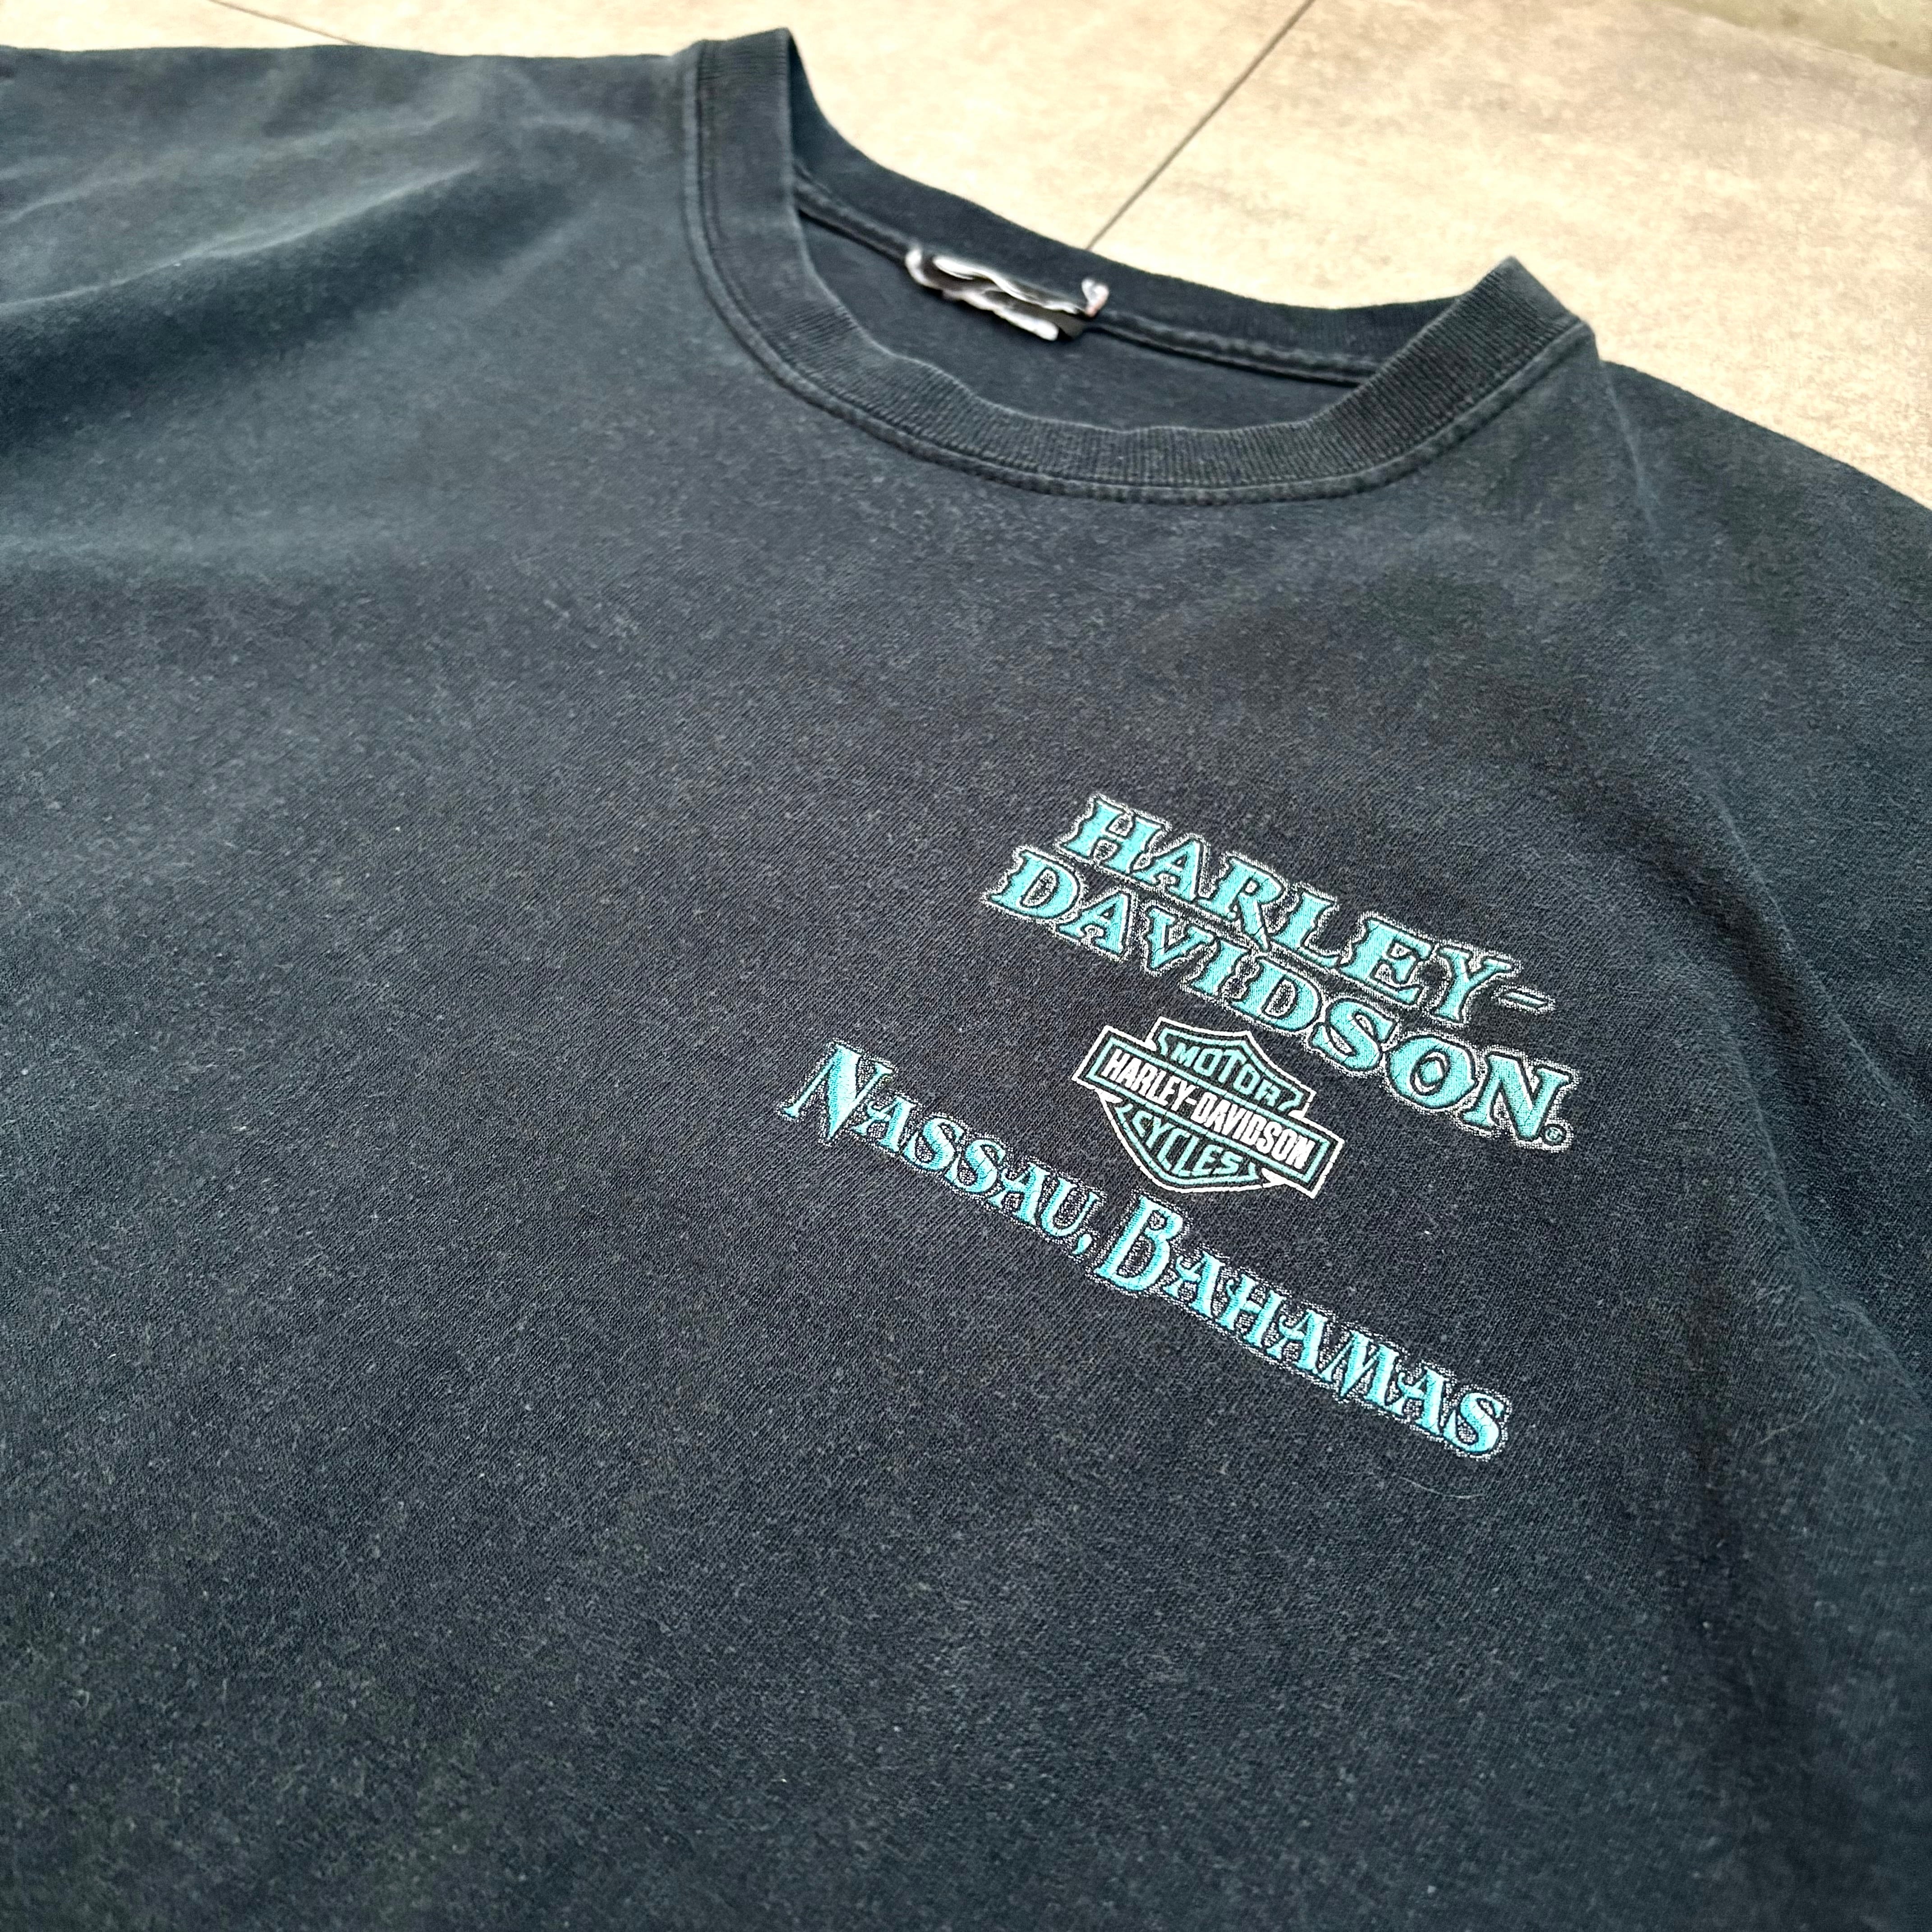 HARLEY-
DAVIDSON®
MOTOR
HARLEY-DAVIDSON
CYCLES
NASSAU, BAHAMAS